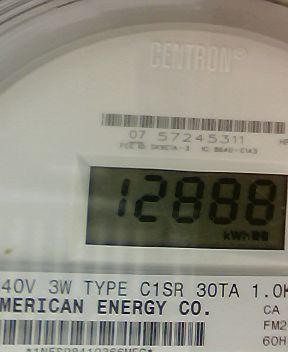 CENTRON®
07 57245311
12888
kWh
40V 3W TYPE C1SR 30TA 1.0K
MERICAN ENERGY CO.
CA
FM2
60H